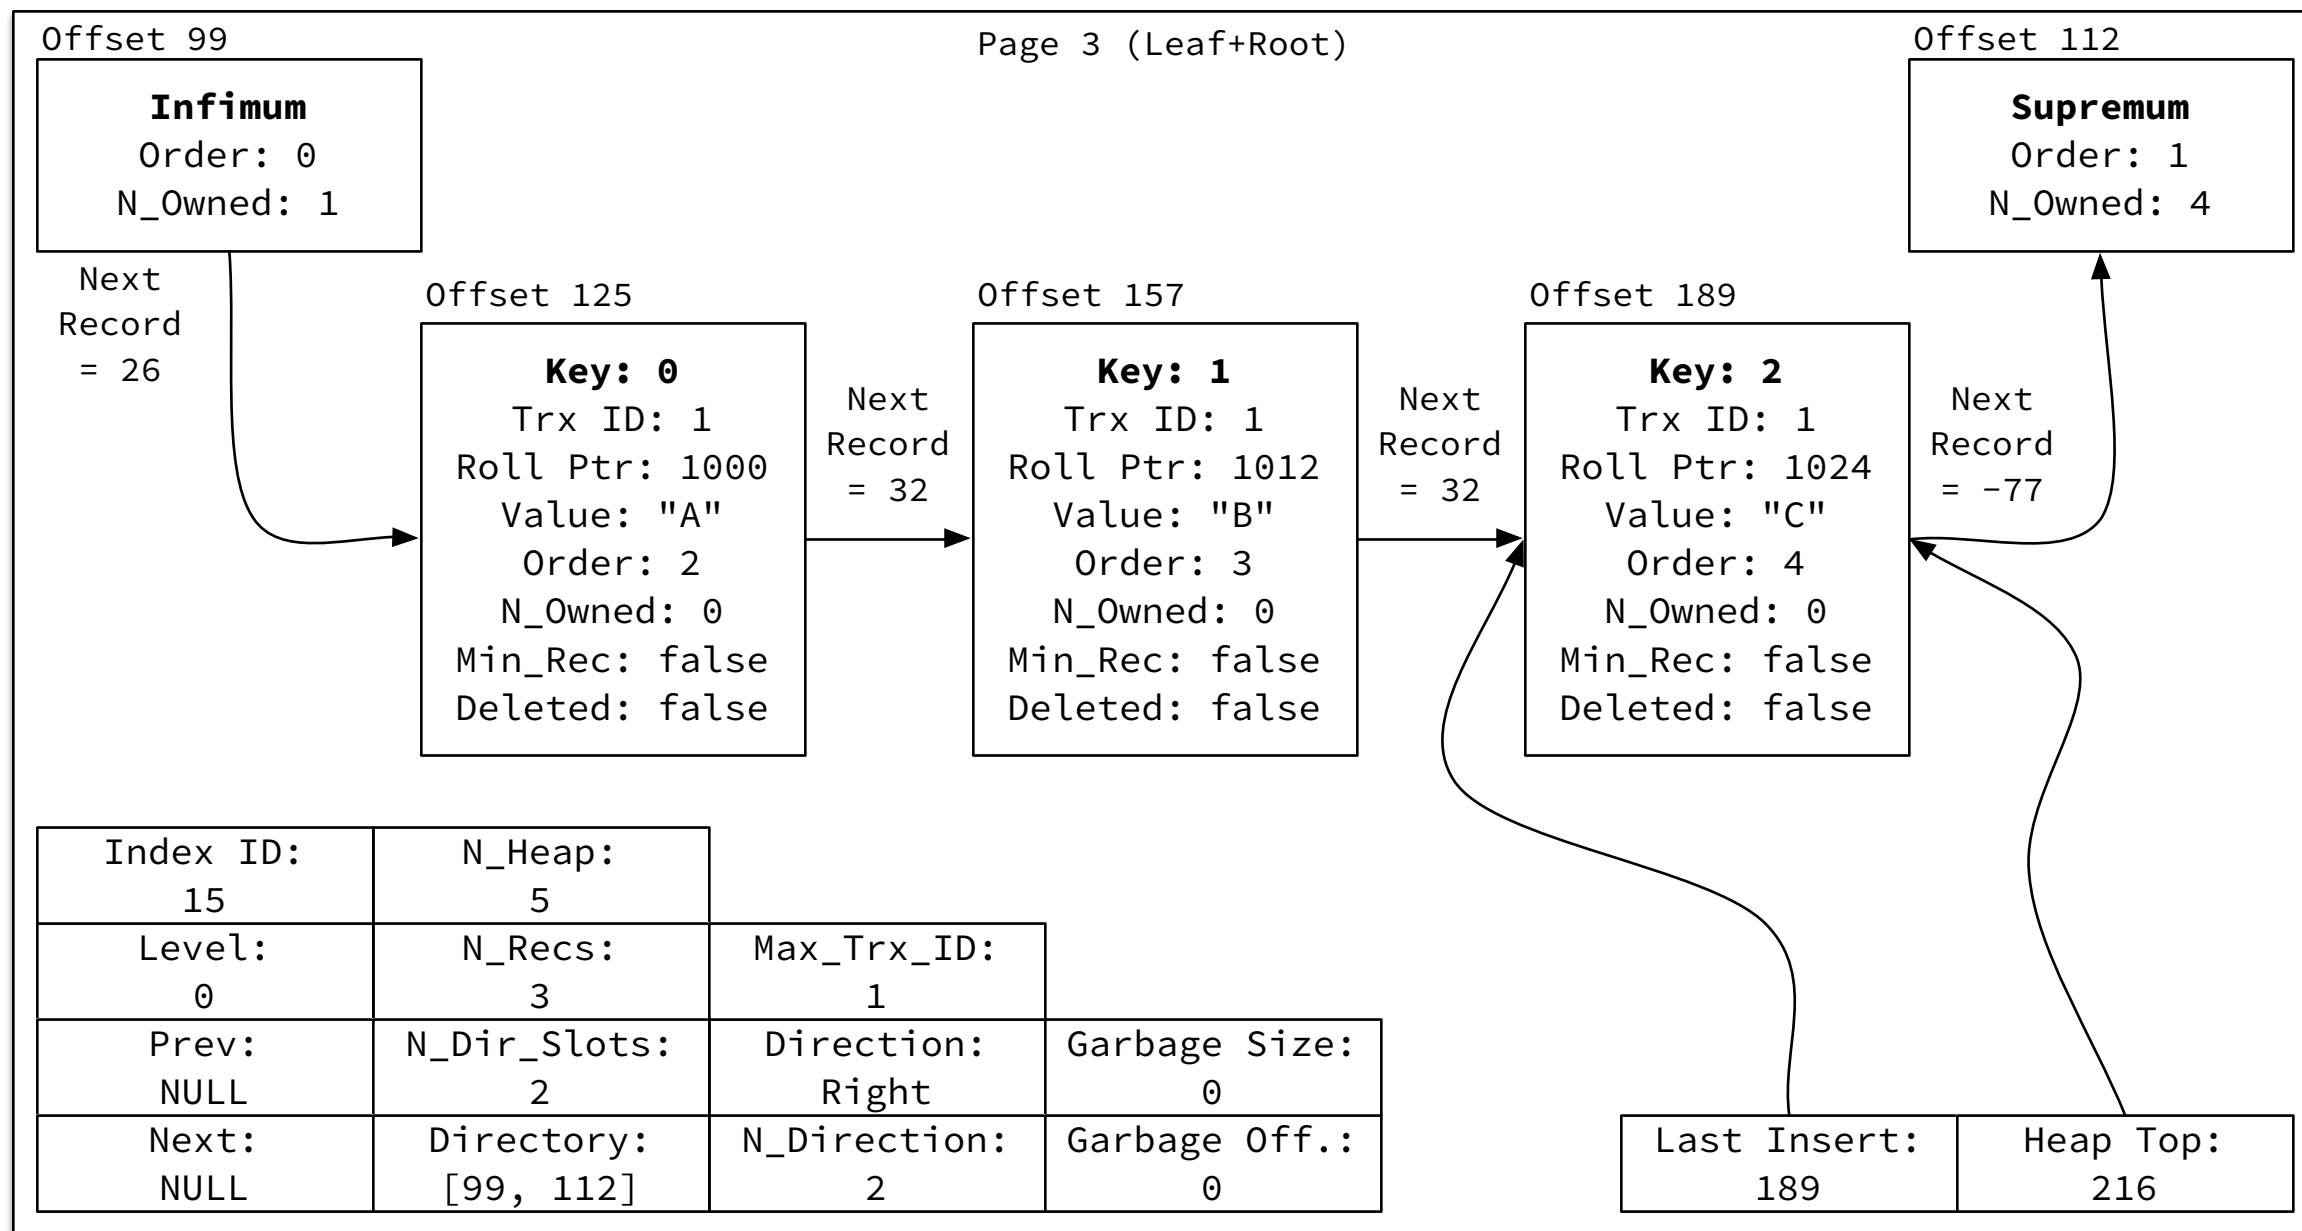 Page 3 (Leaf+Root)
Offset 99
Infimum
Order: 0
N_Owned: 1
Next
Record
= 26
Offset 125
Key: 0
Trx ID: 1
Roll Ptr: 1000
Value: "A"
Order: 2
N_Owned: 0
Min_Rec: false
Deleted: false
Next
Record
= 32
Offset 157
Key: 1
Trx ID: 1
Roll Ptr: 1012
Value: "B"
Order: 3
N_Owned: 0
Min_Rec: false
Deleted: false
Next
Record
= 32
Offset 189
Key: 2
Trx ID: 1
Roll Ptr: 1024
Value: "C"
Order: 4
N_Owned: 0
Min_Rec: false
Deleted: false
Next
Record
= -77
Offset 112
Supremum
Order: 1
N_Owned: 4
Index ID:
15
N_Heap:
5
Level:
0
N_Recs:
3
Max_Trx_ID:
1
Prev:
NULL
N_Dir_Slots:
2
Direction:
Right
Garbage Size:
0
Next:
NULL
Directory:
[99, 112]
N_Direction:
2
Garbage Off.:
0
Last Insert:
189
Heap Top:
216